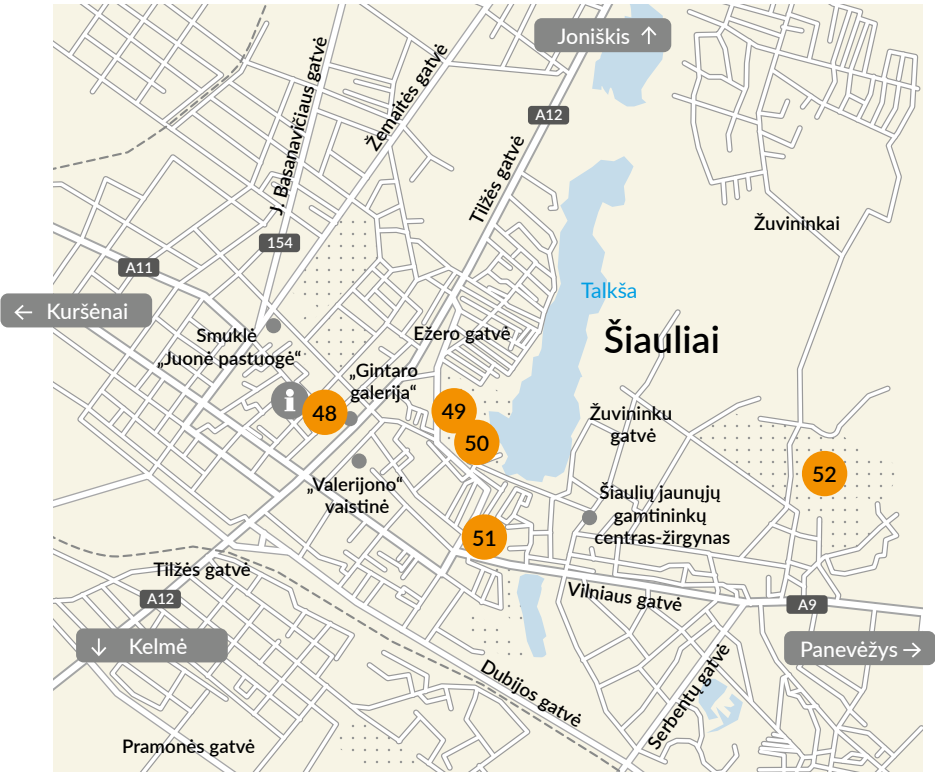 Joniškis ↑
J. Basanavičiaus gatvė
Žemaitės gatvė
A12
Tilžės gatvė
Žuvininkai
154
A11
← Kuršėnai
Talkša
Šiauliai
Smuklė
„Juonė pastuogė“
Ežero gatvė
„Gintaro
galerija“
i
48
49
50
Žuvininku
gatvė
52
„Valerijono“
vaistinė
Šiaulių jaunųjų
gamtininkų
centras-žirgynas
51
Tilžės gatvė
A12
Vilniaus gatvė
A9
↓ Kelmė
Panevėžys →
Dubijos gatvė
Serbentų gatvė
Pramonės gatvė